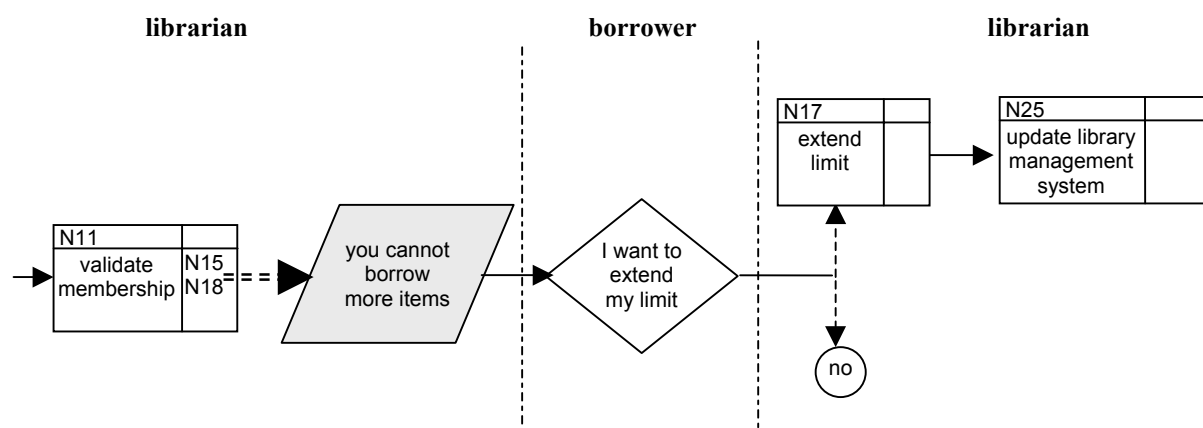 librarian
borrower
librarian
N11
validate
membership
N15
N18
you cannot
borrow
more items
I want to
extend
my limit
N17
extend
limit
N25
update library
management
system
no